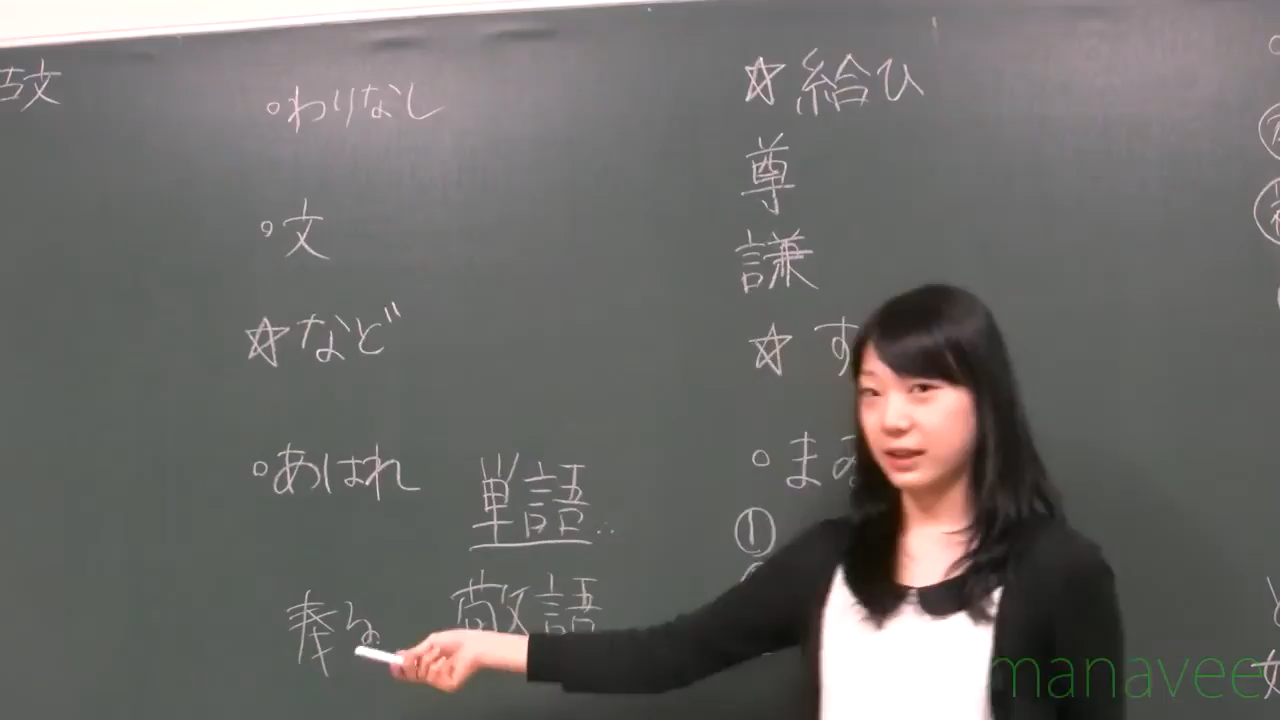 古文
わりなし
文
☆など
あはれ
単語
奉る
敬語
☆給ひ
尊
謙
☆す
ま
①
manavee